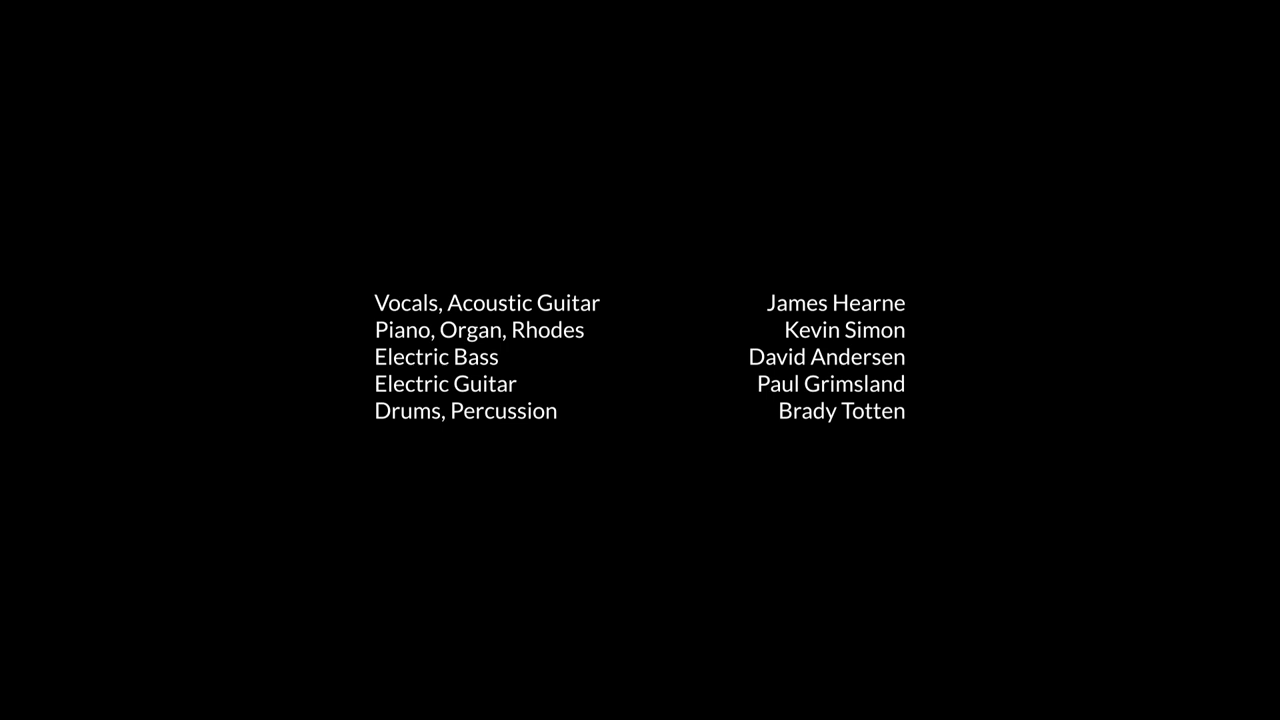 Vocals, Acoustic Guitar James Hearne
Piano, Organ, Rhodes Kevin Simon
Electric Bass David Andersen
Electric Guitar Paul Grimsland
Drums, Percussion Brady Totten